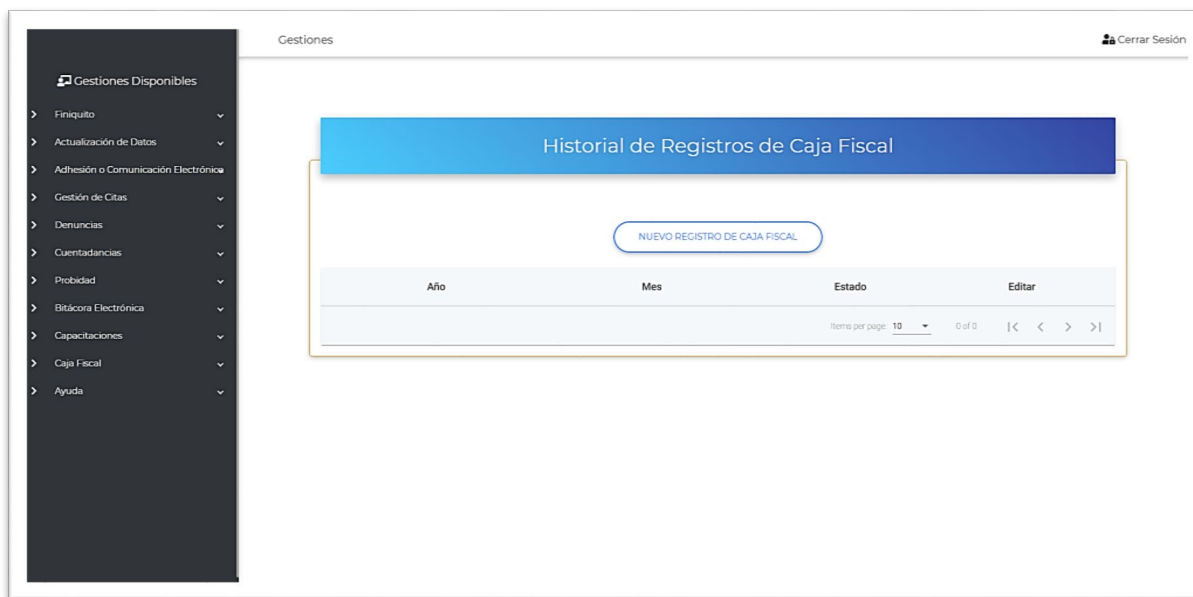 Gestiones
Cerrar Sesión
Gestiones Disponibles
Finiquito
Actualización de Datos
Adhesión o Comunicación Electrónica
Gestión de Citas
Denuncias
Cuentadancias
Probidad
Bitácora Electrónica
Capacitaciones
Caja Fiscal
Ayuda
Historial de Registros de Caja Fiscal
NUEVO REGISTRO DE CAJA FISCAL
Año Mes Estado Editar
Items per page: 10 0 of 0